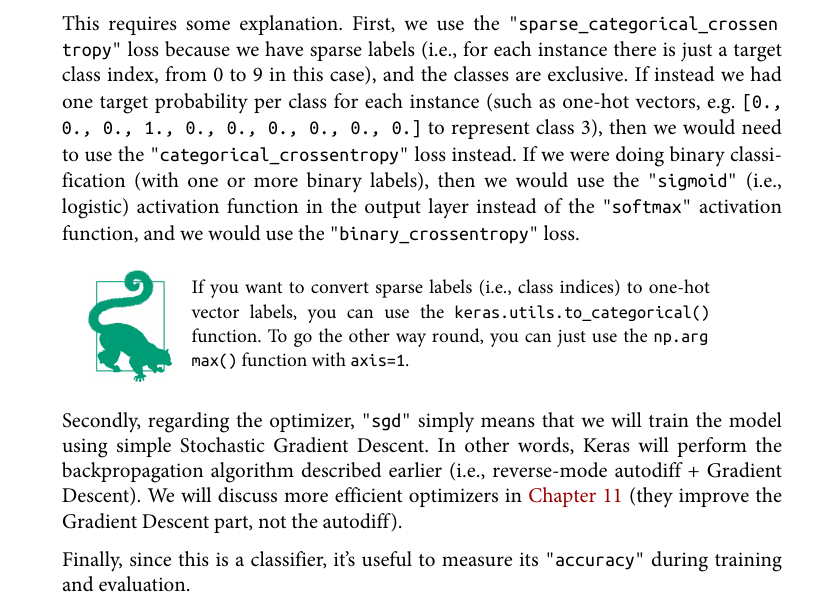 This requires some explanation. First, we use the "sparse_categorical_crossen
tropy" loss because we have sparse labels (i.e., for each instance there is just a target
class index, from 0 to 9 in this case), and the classes are exclusive. If instead we had
one target probability per class for each instance (such as one-hot vectors, e.g. [0.,
0., 0., 1., 0., 0., 0., 0., 0., 0.] to represent class 3), then we would need
to use the "categorical_crossentropy" loss instead. If we were doing binary classi-
fication (with one or more binary labels), then we would use the "sigmoid" (i.e.,
logistic) activation function in the output layer instead of the "softmax" activation
function, and we would use the "binary_crossentropy" loss.
If you want to convert sparse labels (i.e., class indices) to one-hot
vector labels, you can use the keras.utils.to_categorical()
function. To go the other way round, you can just use the np.arg
max() function with axis=1.
Secondly, regarding the optimizer, "sgd" simply means that we will train the model
using simple Stochastic Gradient Descent. In other words, Keras will perform the
backpropagation algorithm described earlier (i.e., reverse-mode autodiff + Gradient
Descent). We will discuss more efficient optimizers in Chapter 11 (they improve the
Gradient Descent part, not the autodiff).
Finally, since this is a classifier, it's useful to measure its "accuracy" during training
and evaluation.